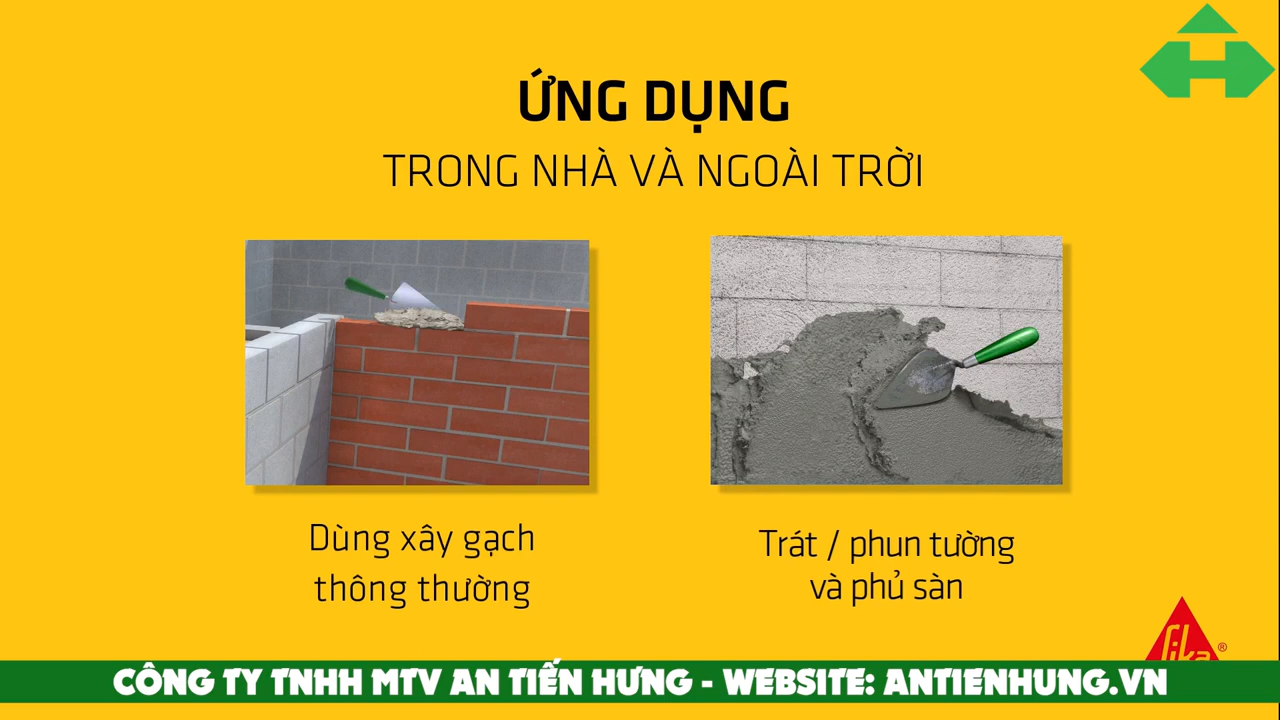 ỨNG DỤNG
TRONG NHÀ VÀ NGOÀI TRỜI
Dùng xây gạch
thông thường
Trát / phun tường
và phủ sàn
Sika®
CÔNG TY TNHH MTV AN TIẾN HƯNG - WEBSITE: ANTIENHUNG.VN